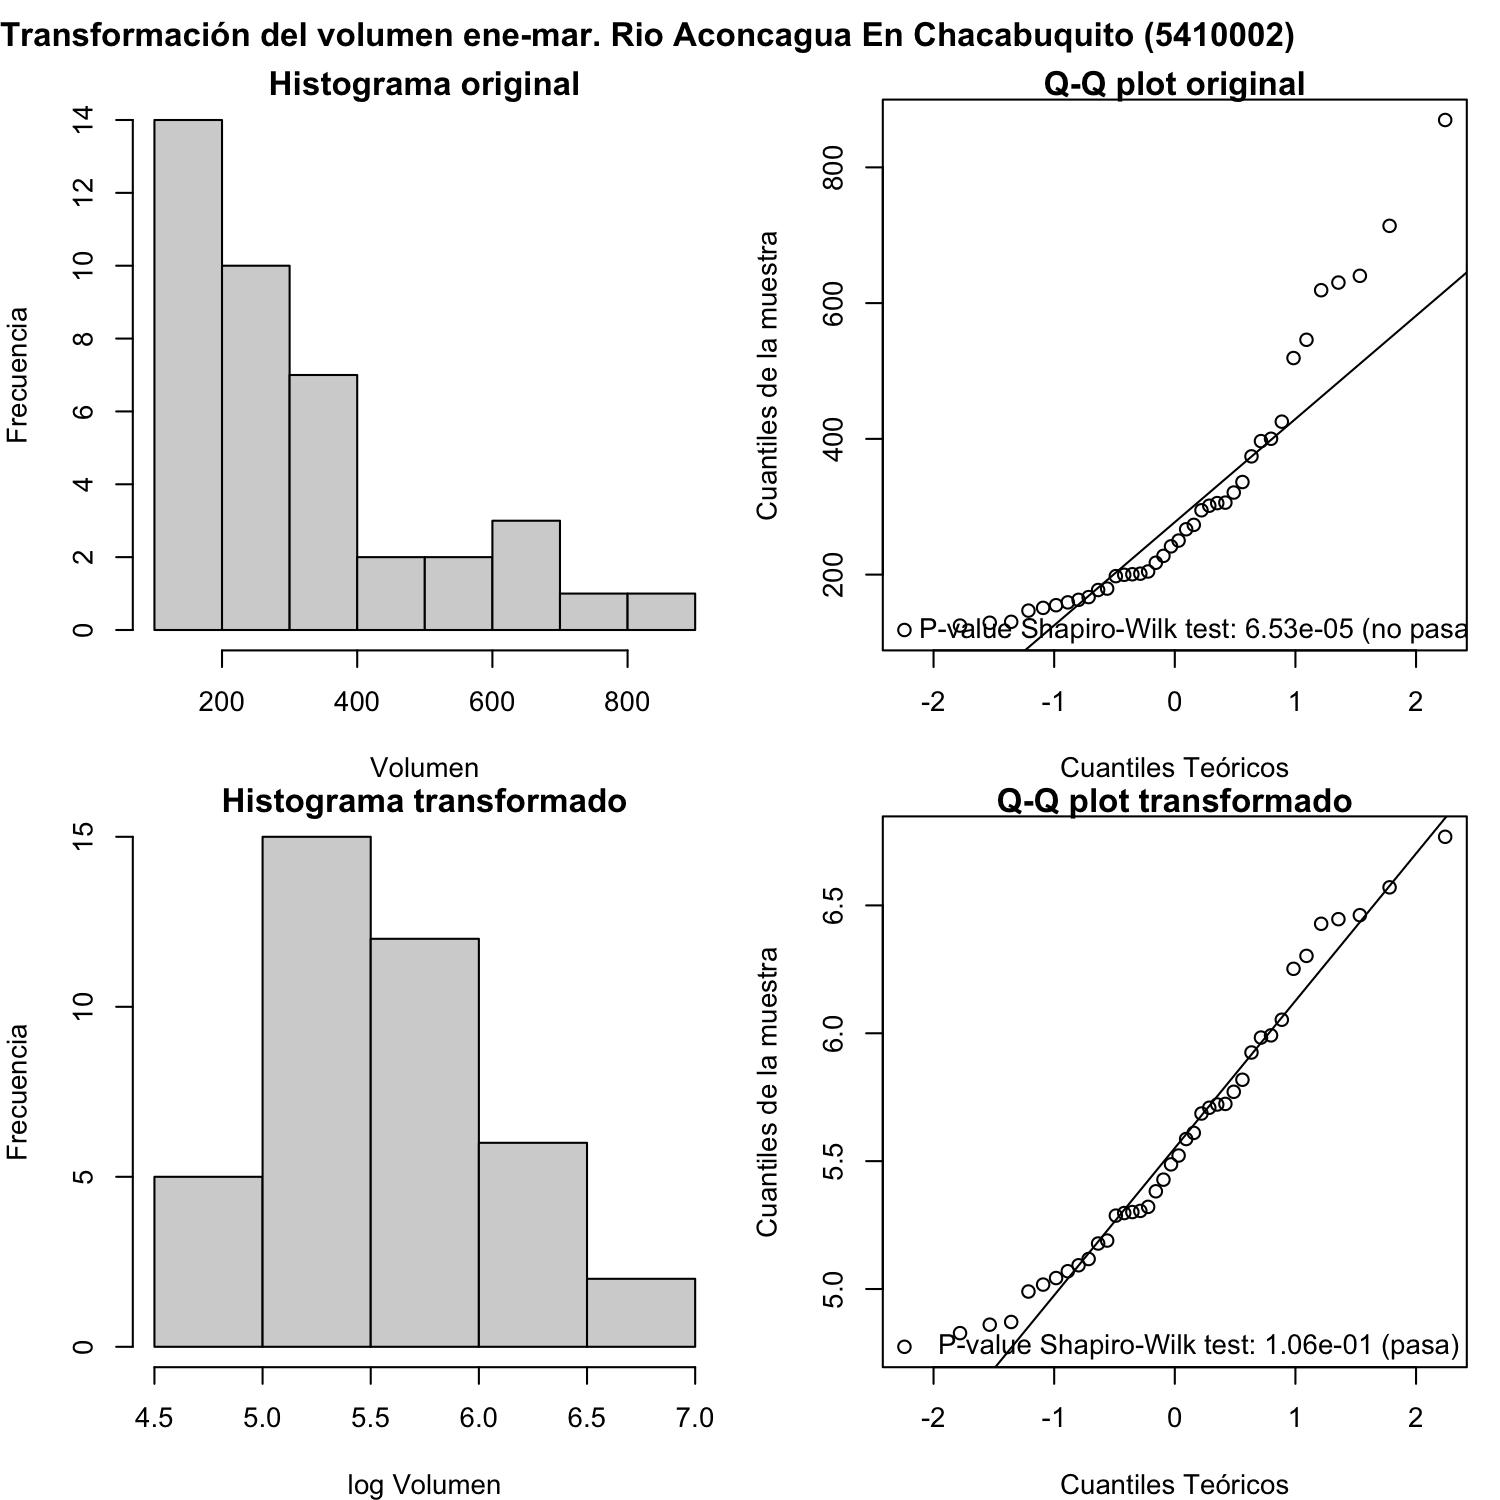 Transformación del volumen ene-mar. Rio Aconcagua En Chacabuquito (5410002)
Histograma original
Frecuencia
0 2 4 6 8 10 12 14
200 400 600 800
Volumen
Q-Q plot original
Cuantiles de la muestra
200 400 600 800
P-value Shapiro-Wilk test: 6.53e-05 (no pasa
-2 -1 0 1 2
Cuantiles Teóricos
Histograma transformado
Frecuencia
0 5 10 15
4.5 5.0 5.5 6.0 6.5 7.0
log Volumen
Q-Q plot transformado
Cuantiles de la muestra
5.0 5.5 6.0 6.5
P-value Shapiro-Wilk test: 1.06e-01 (pasa)
-2 -1 0 1 2
Cuantiles Teóricos